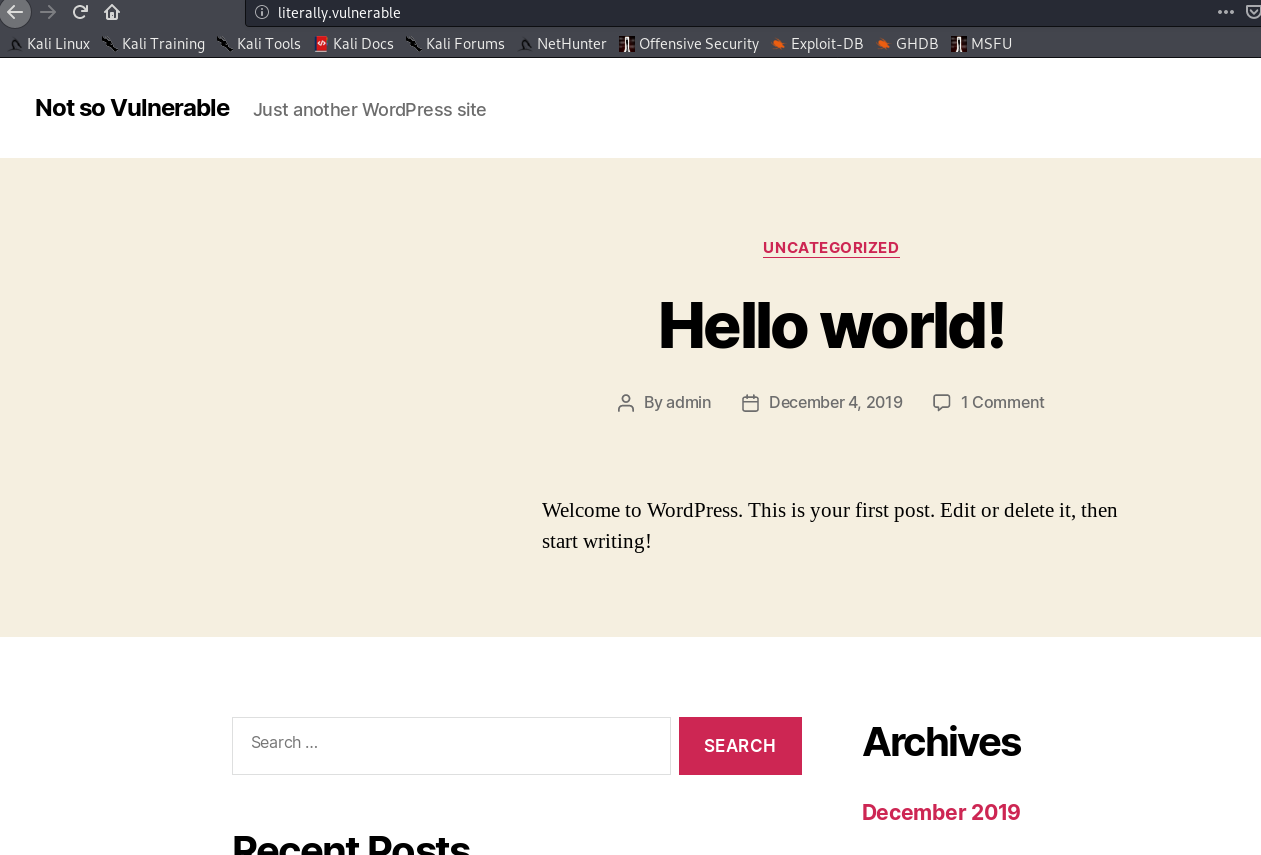 literally.vulnerable
Kali Linux Kali Training Kali Tools Kali Docs Kali Forums NetHunter Offensive Security Exploit-DB GHDB MSFU
Not so Vulnerable Just another WordPress site
UNCATEGORIZED
Hello world!
By admin December 4, 2019 1 Comment
Welcome to WordPress. This is your first post. Edit or delete it, then
start writing!
Search … SEARCH
Archives
December 2019
Recent Posts